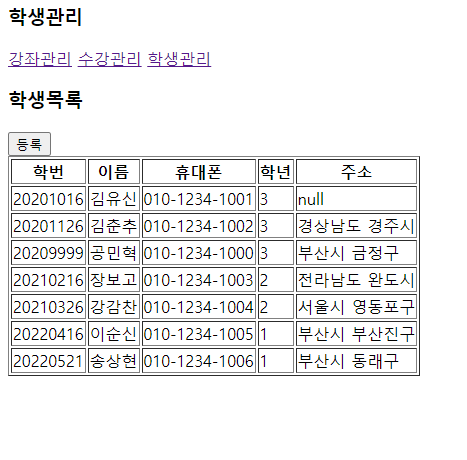 학생관리
강좌관리 수강관리 학생관리
학생목록
등록
학번 이름 휴대폰 학년 주소
20201016 김유신 010-1234-1001 3 null
20201126 김춘추 010-1234-1002 3 경상남도 경주시
20209999 공민혁 010-1234-1000 3 부산시 금정구
20210216 장보고 010-1234-1003 2 전라남도 완도시
20210326 강감찬 010-1234-1004 2 서울시 영동포구
20220416 이순신 010-1234-1005 1 부산시 부산진구
20220521 송상현 010-1234-1006 1 부산시 동래구